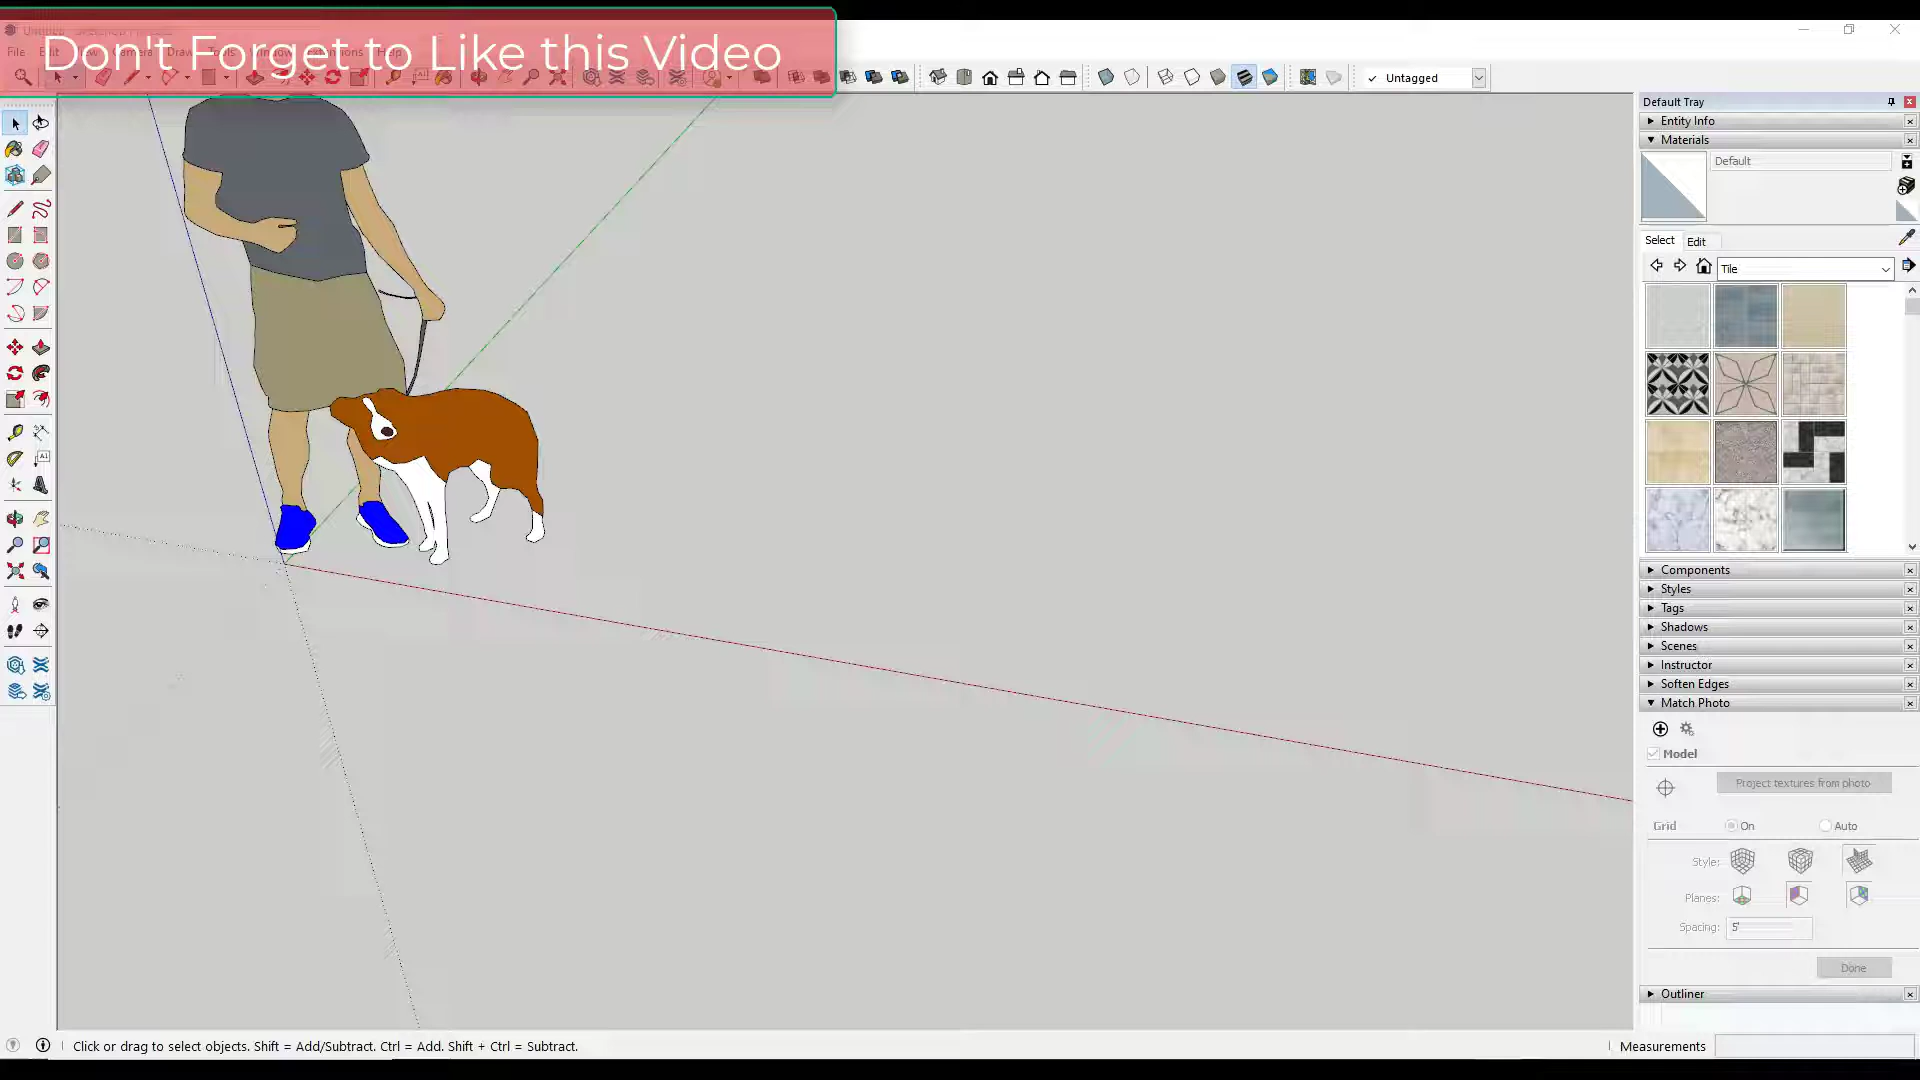 Don't Forget to Like this Video
Untagged
Default Tray
Entity Info
Materials
Default
Select
Edit
Tile
Components
Styles
Tags
Shadows
Scenes
Instructor
Soften Edges
Match Photo
Model
Project textures from photo
Grid
On
Auto
Style:
Planes:
Spacing:
5'
Done
Outliner
Click or drag to select objects. Shift = Add/Subtract. Ctrl = Add. Shift + Ctrl = Subtract.
Measurements